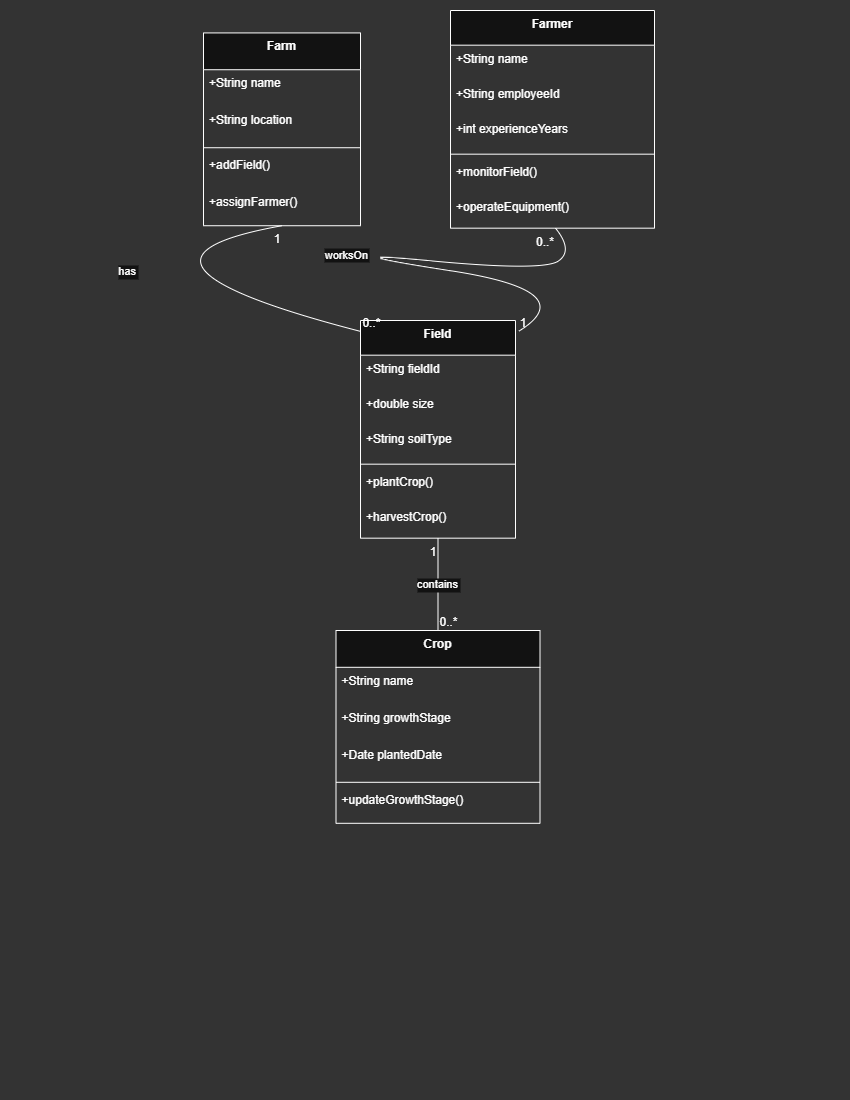 Farm
+String name
+String location
+addField()
+assignFarmer()
Farmer
+String name
+String employeeId
+int experienceYears
+monitorField()
+operateEquipment()
1
has
0..*
0..*
worksOn
1
Field
+String fieldId
+double size
+String soilType
+plantCrop()
+harvestCrop()
1
contains
0..*
Crop
+String name
+String growthStage
+Date plantedDate
+updateGrowthStage()